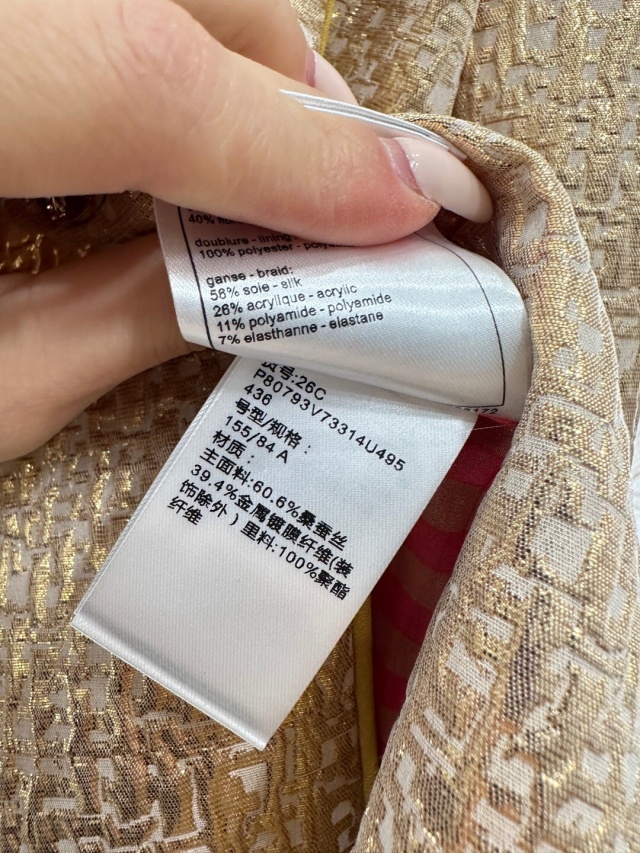 40%
doublure - lining
100% polyester -
ganse - braid:
56% soie - silk
26% acrylique - acrylic
11% polyamide - polyamide
7% elasthanne - elastane
货号:26C
P80793V73314U495
436
号型/规格：
155/84 A
材质：
主面料:60.6%桑蚕丝
39.4%金属镀膜纤维(装
饰除外）里料:100%聚酯
纤维